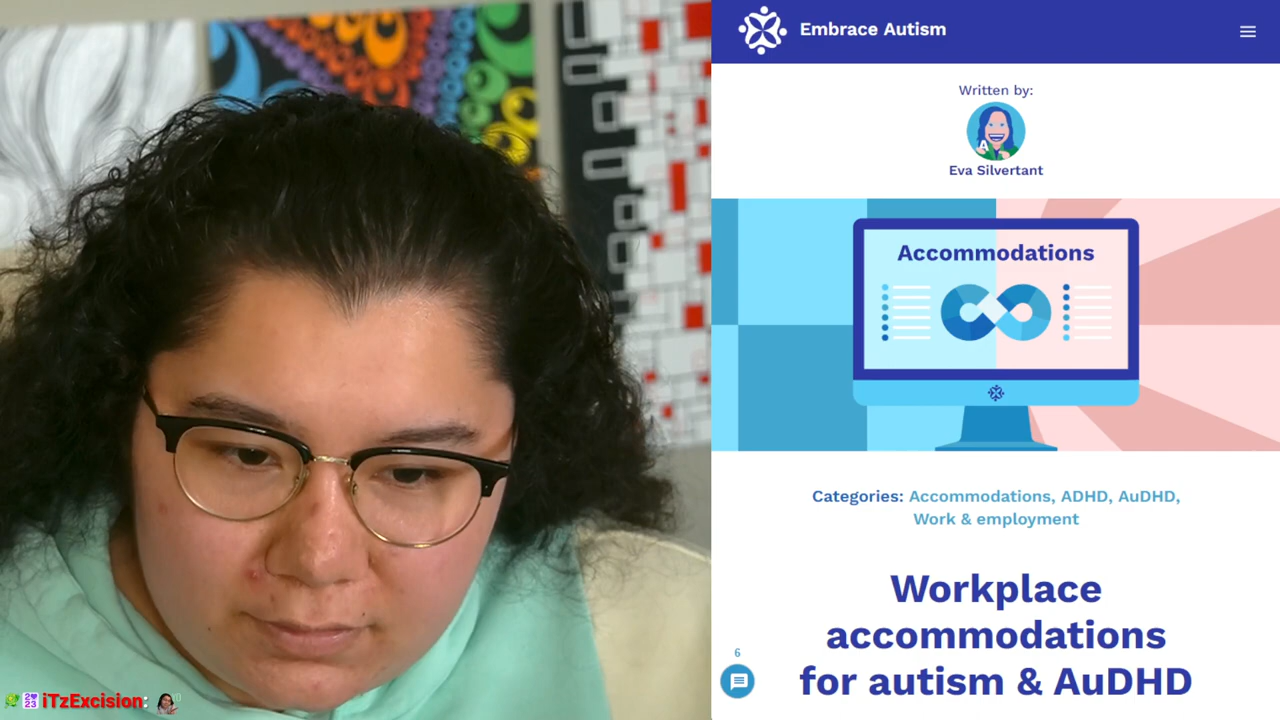 Embrace Autism
Written by:
A
Eva Silvertant
Accommodations
Categories: Accommodations, ADHD, AuDHD,
Work & employment
Workplace
accommodations
for autism & AuDHD
6
2023
iTzExcision: